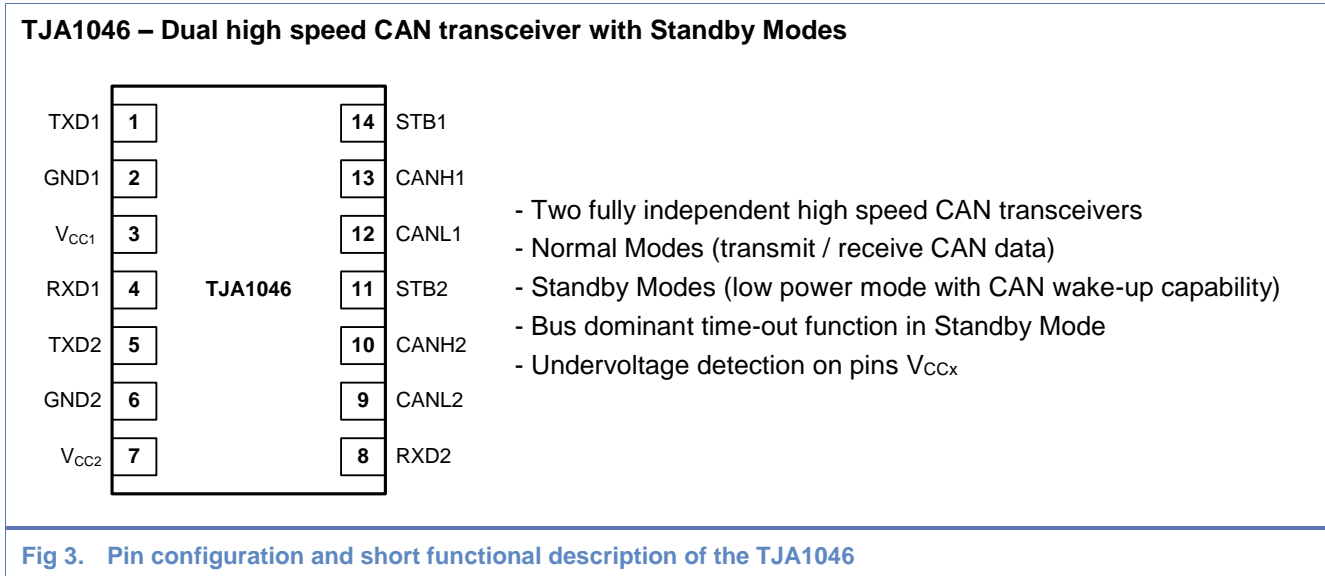 TJA1046 – Dual high speed CAN transceiver with Standby Modes
TXD1 1 14 STB1
GND1 2 13 CANH1
VCC1 3 12 CANL1
RXD1 4 TJA1046 11 STB2
TXD2 5 10 CANH2
GND2 6 9 CANL2
VCC2 7 8 RXD2
- Two fully independent high speed CAN transceivers
- Normal Modes (transmit / receive CAN data)
- Standby Modes (low power mode with CAN wake-up capability)
- Bus dominant time-out function in Standby Mode
- Undervoltage detection on pins VCCx
Fig 3. Pin configuration and short functional description of the TJA1046